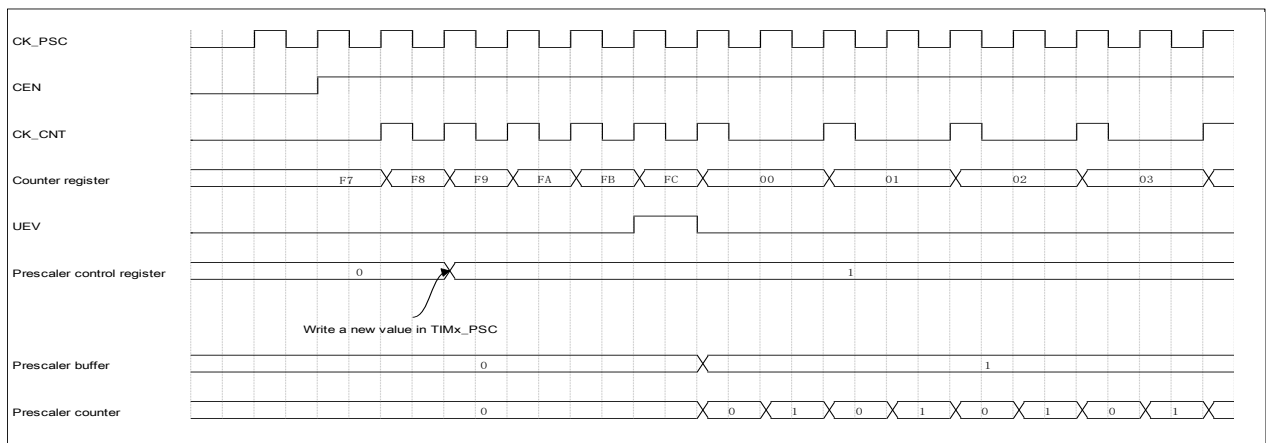 CK_PSC
CEN
CK_CNT
Counter register F7 F8 F9 FA FB FC 00 01 02 03
UEV
Prescaler control register 0 1
Write a new value in TIMx_PSC
Prescaler buffer 0 1
Prescaler counter 0 0 1 0 1 0 1 0 1